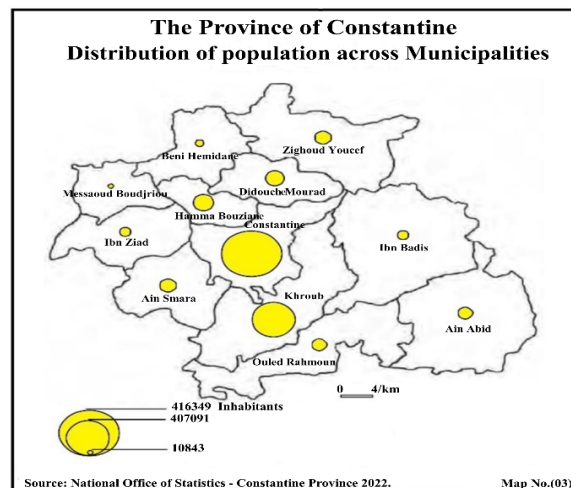 The Province of Constantine
Distribution of population across Municipalities
Beni Hemidane
Zighoud Youcef
Messaoud Boudjriou
Didouche Mourad
Hamma Bouziane
Constantine
Ibn Ziad
Ibn Badis
Ain Smara
Khroub
Ain Abid
Ouled Rahmoun
0 4/km
416349 Inhabitants
407091
10843
Source: National Office of Statistics - Constantine Province 2022. Map No.(03)